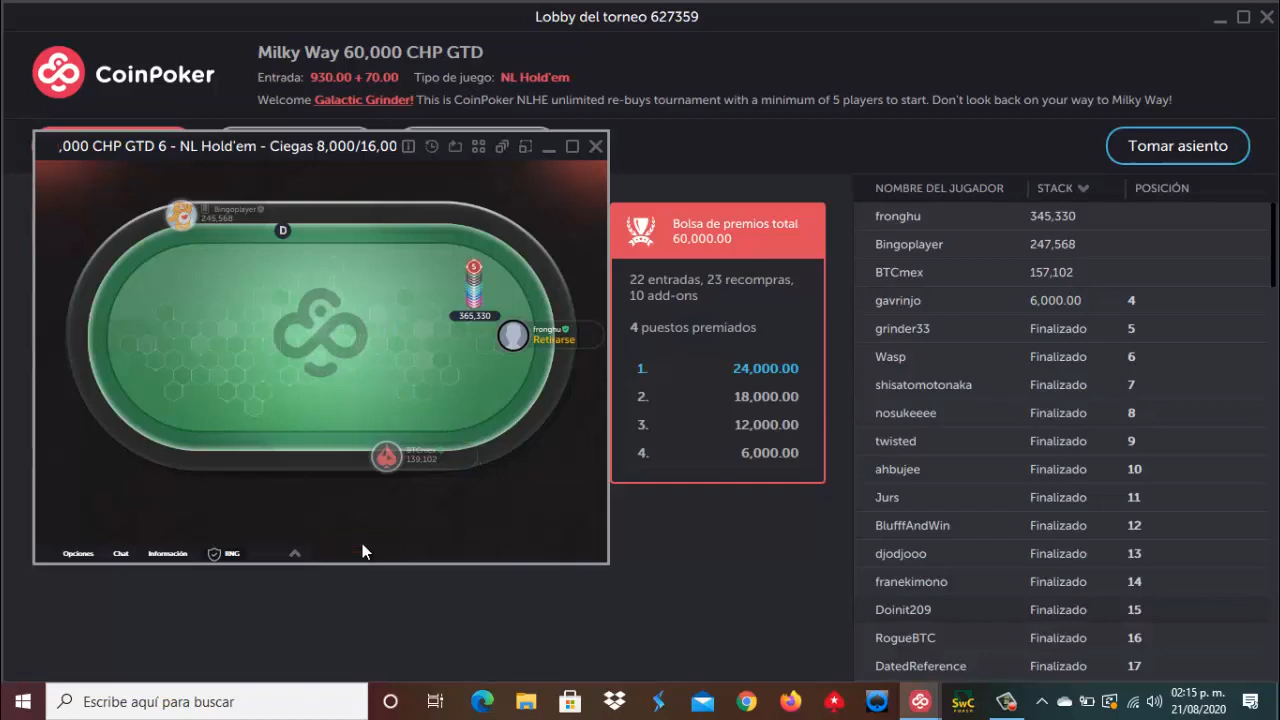 Lobby del torneo 627359
CoinPoker
Milky Way 60,000 CHP GTD
Entrada: 930.00 + 70.00 Tipo de juego: NL Hold'em
Welcome Galactic Grinder! This is CoinPoker NLHE unlimited re-buys tournament with a minimum of 5 players to start. Don't look back on your way to Milky Way!
,000 CHP GTD 6 - NL Hold'em - Ciegas 8,000/16,00
Tomar asiento
Bingoplayer
245,568
D
5
365,330
fronghu
Retirarse
BTCmex
139,102
Opciones Chat Información RNG
Bolsa de premios total
60,000.00
22 entradas, 23 recompras,
10 add-ons
4 puestos premiados
1. 24,000.00
2. 18,000.00
3. 12,000.00
4. 6,000.00
NOMBRE DEL JUGADOR STACK POSICIÓN
fronghu 345,330
Bingoplayer 247,568
BTCmex 157,102
gavrinjo 6,000.00 4
grinder33 Finalizado 5
Wasp Finalizado 6
shisatomotonaka Finalizado 7
nosukeeee Finalizado 8
twisted Finalizado 9
ahbujee Finalizado 10
Jurs Finalizado 11
BlufffAndWin Finalizado 12
djodjooo Finalizado 13
franekimono Finalizado 14
Doinit209 Finalizado 15
RogueBTC Finalizado 16
DatedReference Finalizado 17
Escribe aquí para buscar
SwC
POKER
02:15 p. m.
21/08/2020